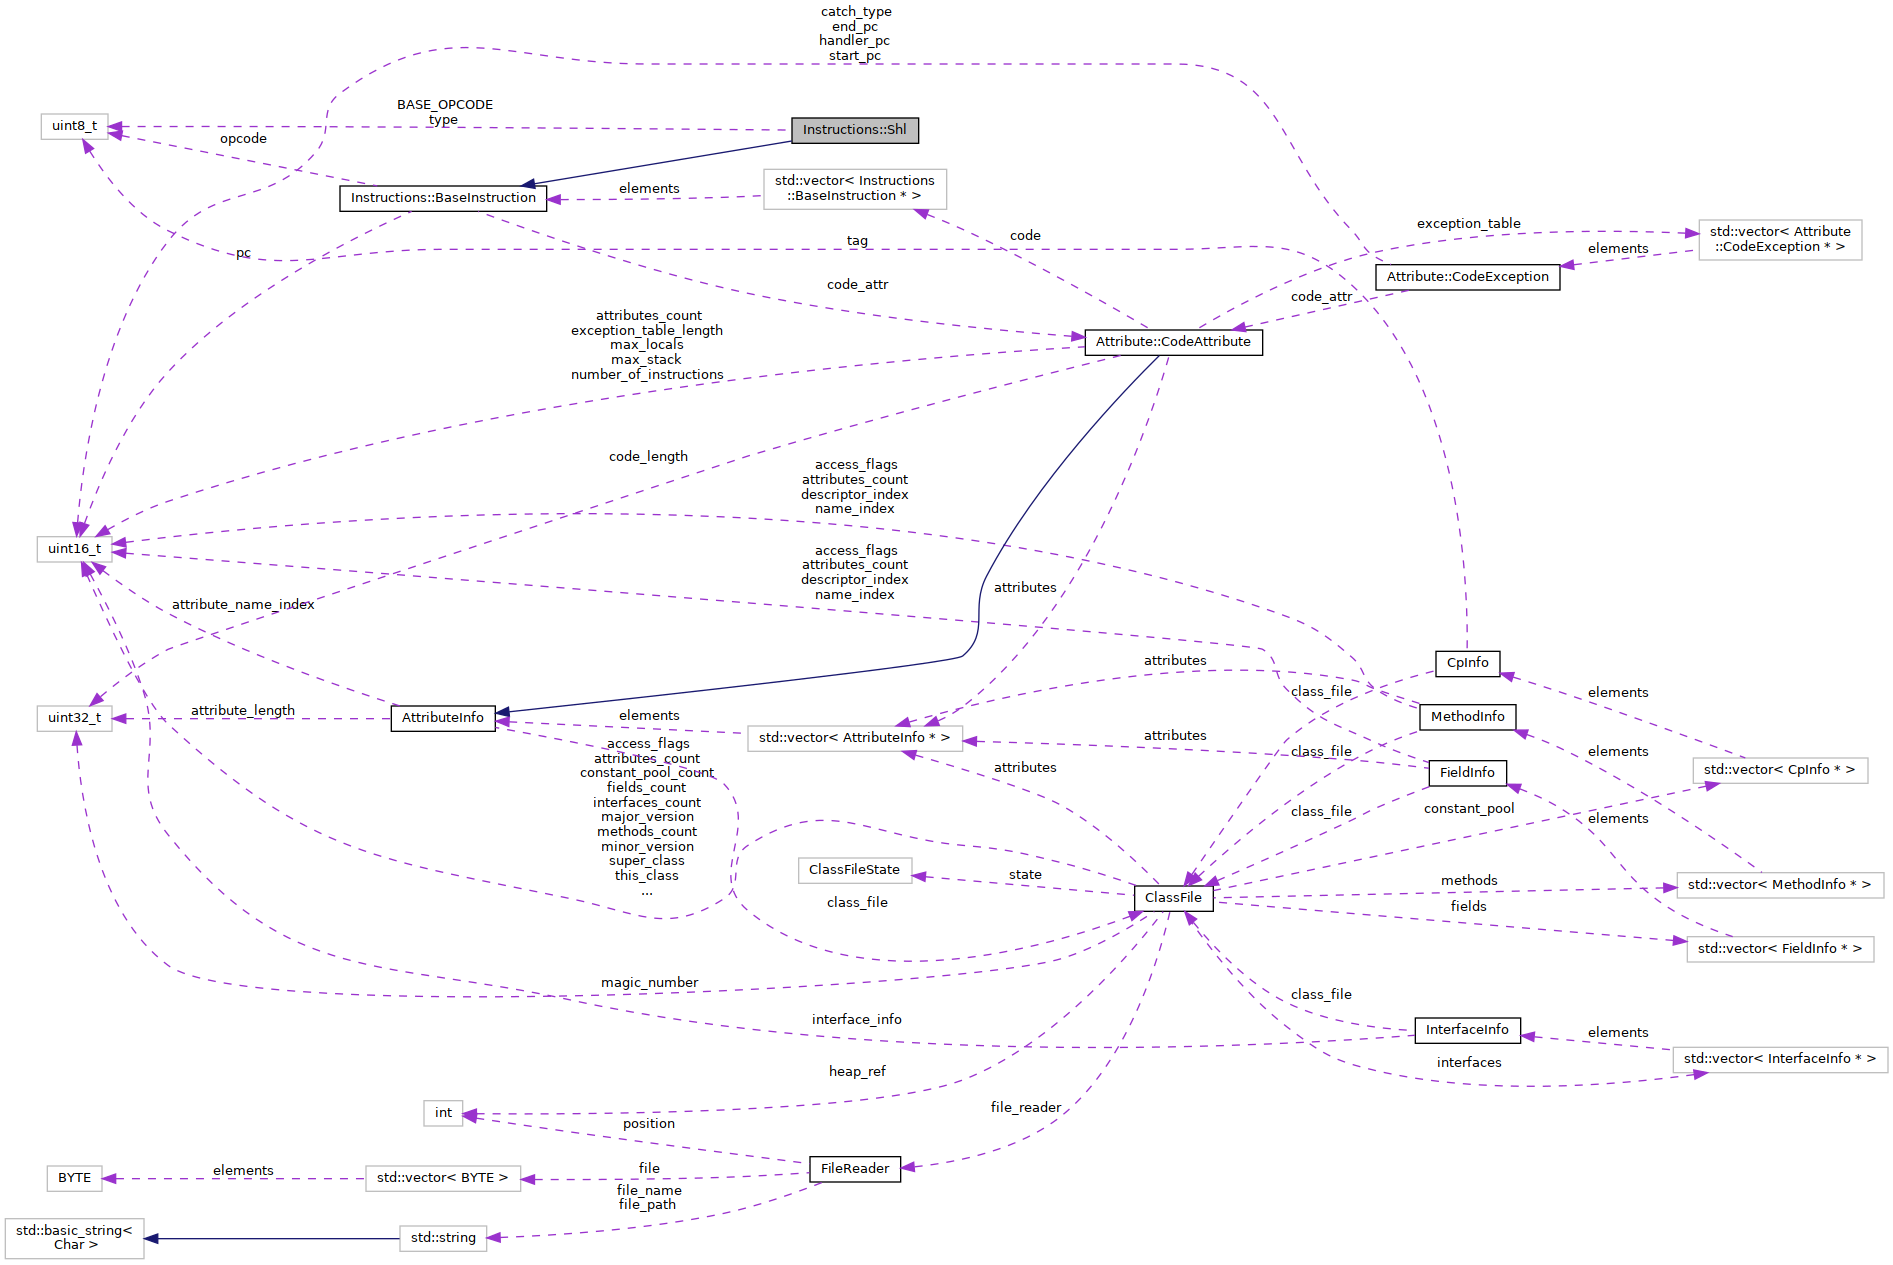 catch_type
end_pc
handler_pc
start_pc
BASE_OPCODE
type
uint8_t
Instructions::Shl
opcode
std::vector< Instructions
::BaseInstruction * >
elements
Instructions::BaseInstruction
code
exception_table
std::vector< Attribute
::CodeException * >
elements
pc
tag
Attribute::CodeException
code_attr
code_attr
attributes_count
exception_table_length
max_locals
max_stack
number_of_instructions
Attribute::CodeAttribute
code_length
access_flags
attributes_count
descriptor_index
name_index
uint16_t
access_flags
attributes_count
descriptor_index
name_index
attributes
attribute_name_index
attributes
CpInfo
class_file
elements
uint32_t
attribute_length
AttributeInfo
elements
MethodInfo
std::vector< AttributeInfo * >
attributes
class_file
elements
access_flags
attributes_count
constant_pool_count
fields_count
interfaces_count
major_version
methods_count
minor_version
super_class
this_class
...
attributes
FieldInfo
std::vector< CpInfo * >
class_file
constant_pool
elements
ClassFileState
state
class_file
ClassFile
methods
std::vector< MethodInfo * >
fields
std::vector< FieldInfo * >
magic_number
class_file
interface_info
InterfaceInfo
elements
std::vector< InterfaceInfo * >
interfaces
heap_ref
int
position
file_reader
BYTE
elements
std::vector< BYTE >
file
FileReader
file_name
file_path
std::basic_string<
Char >
std::string